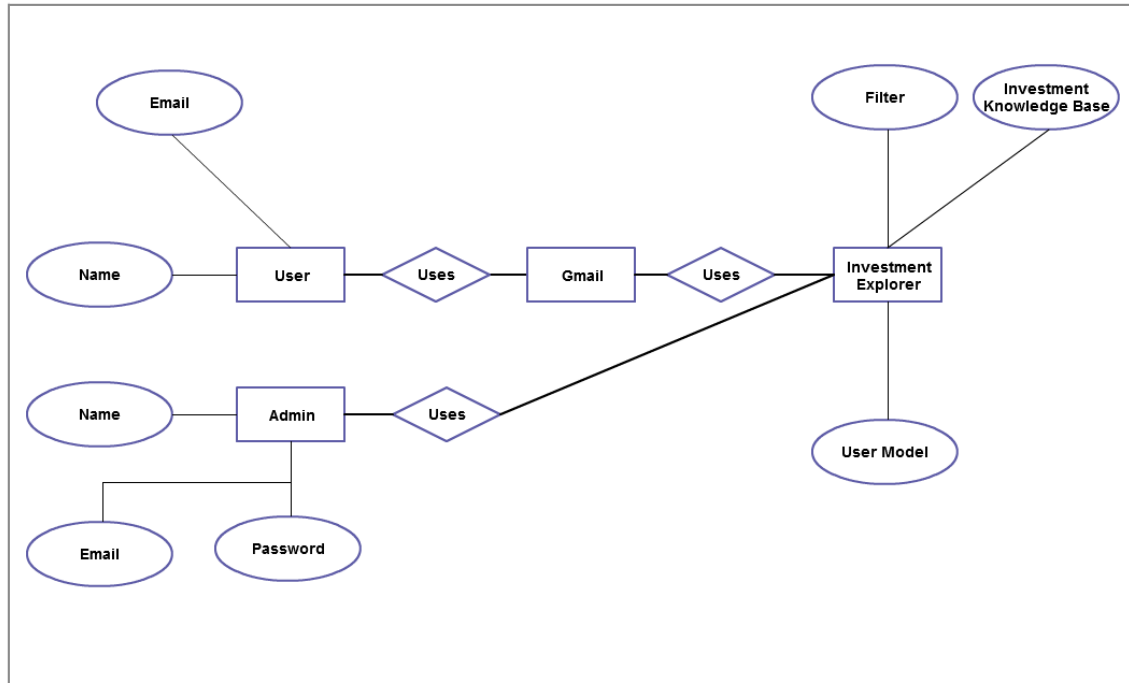 Email
Filter
Investment
Knowledge Base
Name
User
Uses
Gmail
Uses
Investment
Explorer
Name
Admin
Uses
User Model
Email
Password